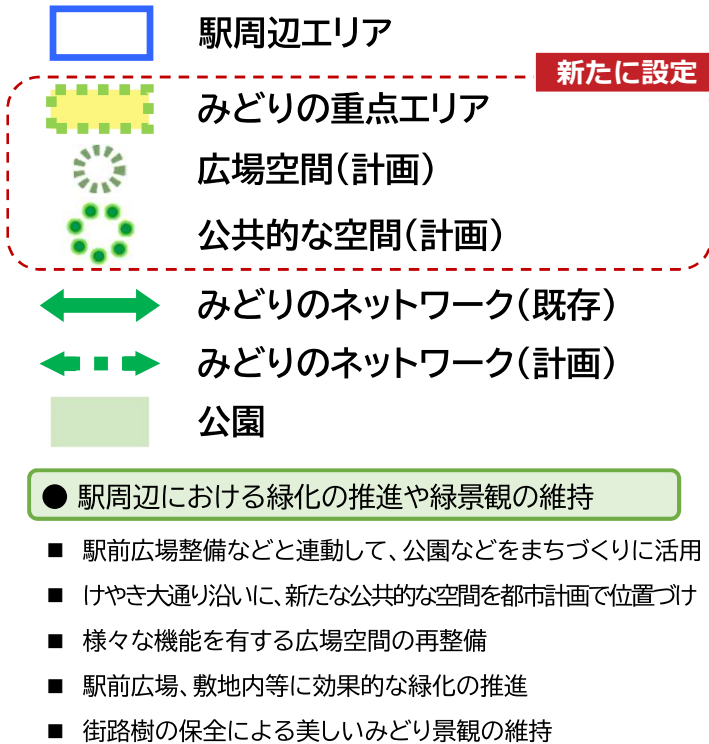 駅周辺エリア
新たに設定
みどりの重点エリア
広場空間（計画）
公共的な空間（計画）
みどりのネットワーク（既存）
みどりのネットワーク（計画）
公園
● 駅周辺における緑化の推進や緑景観の維持
■ 駅前広場整備などと連動して、公園などをまちづくりに活用
■ けやき大通り沿いに、新たな公共的な空間を都市計画で位置づけ
■ 様々な機能を有する広場空間の再整備
■ 駅前広場、敷地内等に効果的な緑化の推進
■ 街路樹の保全による美しいみどり景観の維持